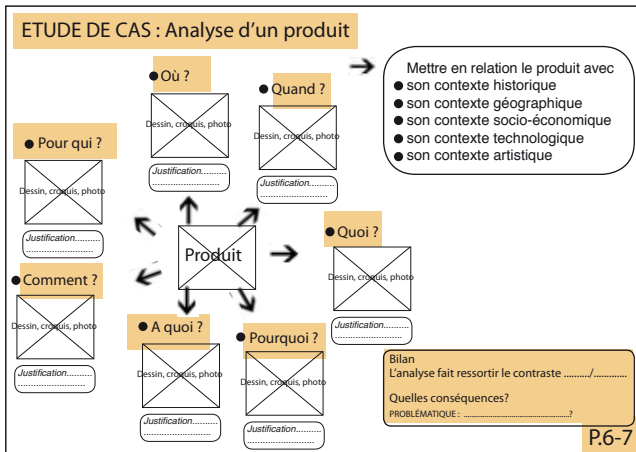 ETUDE DE CAS : Analyse d'un produit
● Où ?
Dessin, croquis, photo
Justification..........
..........................
● Quand ?
Dessin, croquis, photo
Justification..........
..........................
Mettre en relation le produit avec
● son contexte historique
● son contexte géographique
● son contexte socio-économique
● son contexte technologique
● son contexte artistique
● Pour qui ?
Dessin, croquis, photo
Justification..........
..........................
Produit
● Quoi ?
Dessin, croquis, photo
Justification..........
..........................
● Comment ?
Dessin, croquis, photo
Justification..........
..........................
● A quoi ?
Dessin, croquis, photo
Justification..........
..........................
● Pourquoi ?
Dessin, croquis, photo
Justification..........
..........................
Bilan
L'analyse fait ressortir le contraste ........./............
Quelles conséquences?
PROBLÉMATIQUE : ..........................................?
P.6-7